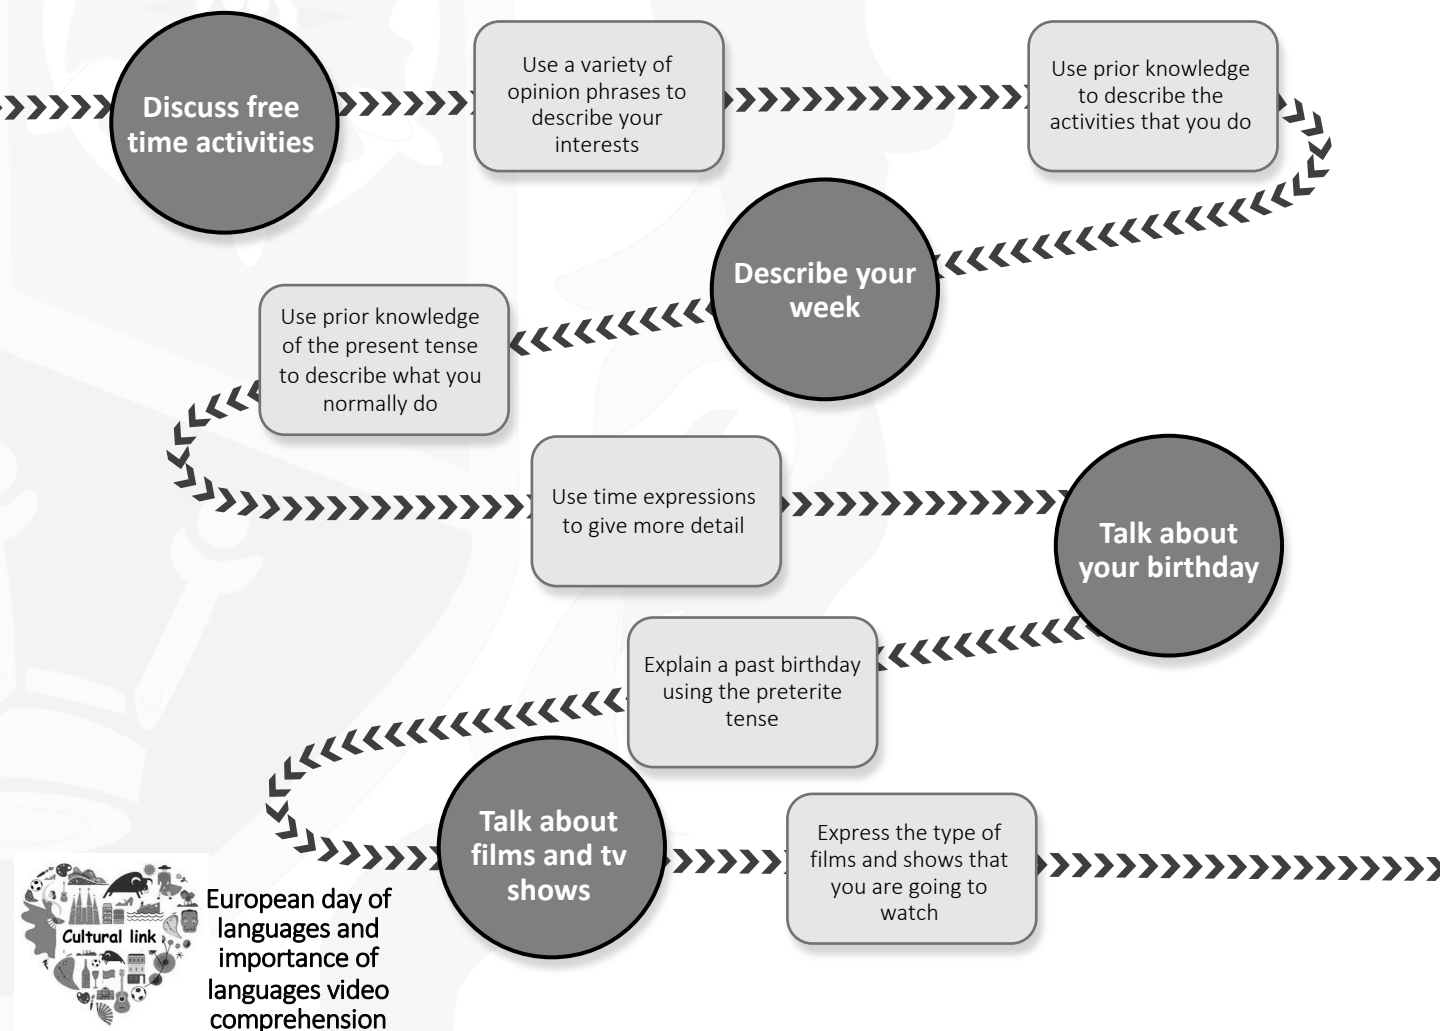 Discuss free
time activities
Use a variety of
opinion phrases to
describe your
interests
Use prior knowledge
to describe the
activities that you do
Describe your
week
Use prior knowledge
of the present tense
to describe what you
normally do
Use time expressions
to give more detail
Talk about
your birthday
Explain a past birthday
using the preterite
tense
Talk about
films and tv
shows
Express the type of
films and shows that
you are going to
watch
Cultural link
European day of
languages and
importance of
languages video
comprehension